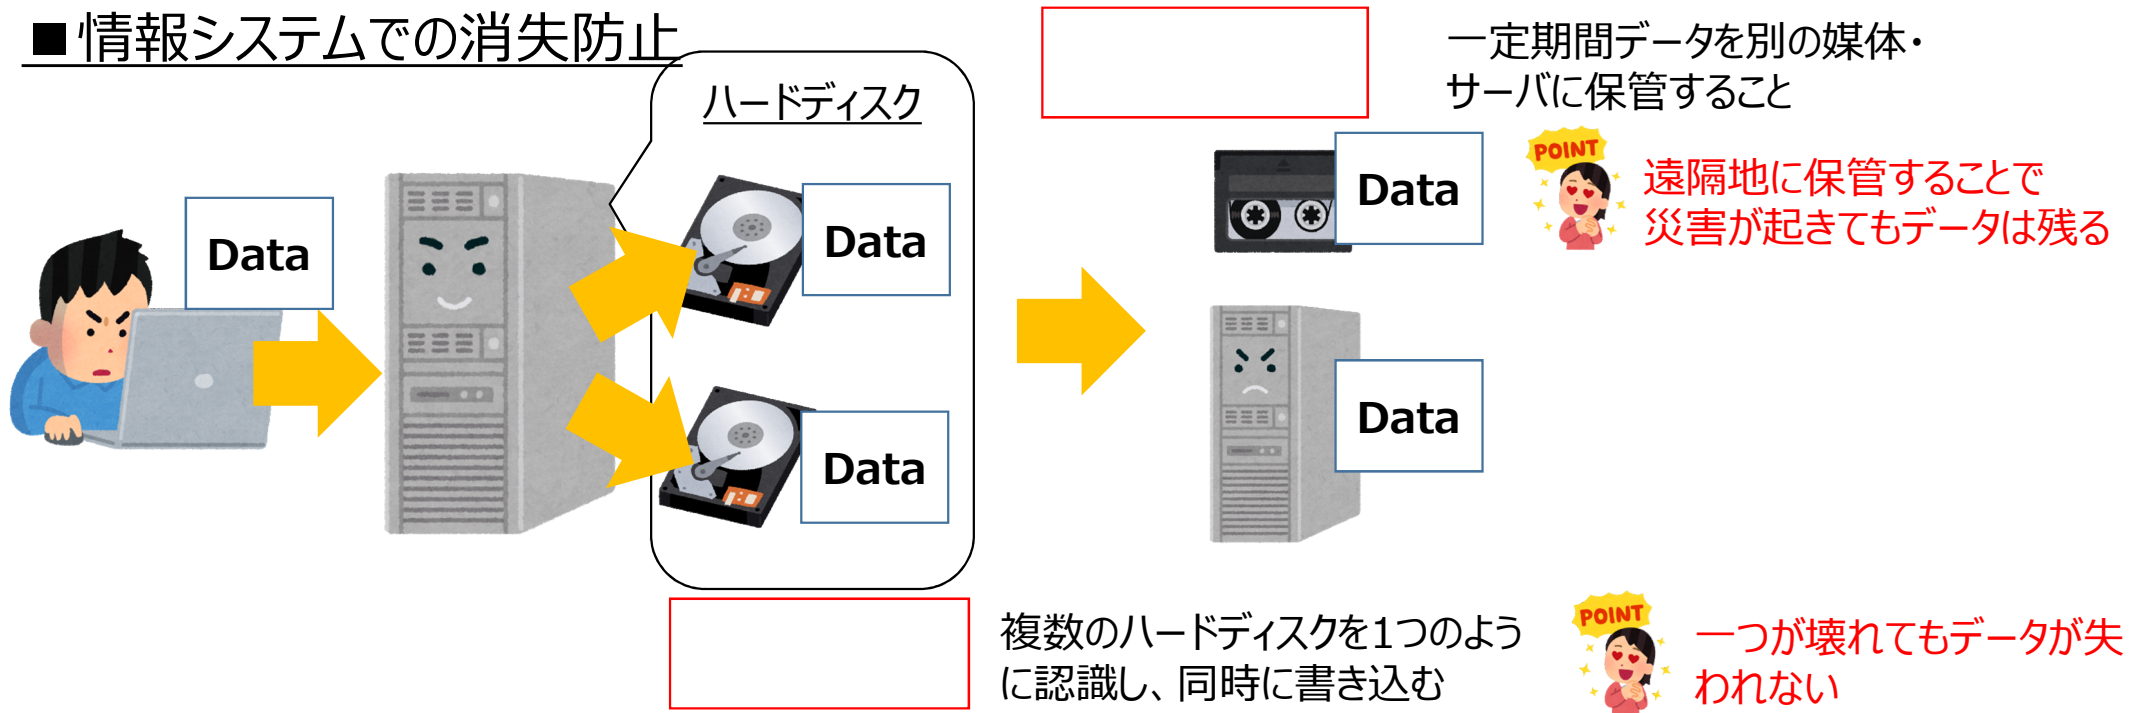 ■情報システムでの消失防止
ハードディスク
一定期間データを別の媒体・
サーバに保管すること
POINT
遠隔地に保管することで
災害が起きてもデータは残る
Data
Data
Data
Data
Data
複数のハードディスクを1つのよう
に認識し、同時に書き込む
POINT
一つが壊れてもデータが失
われない